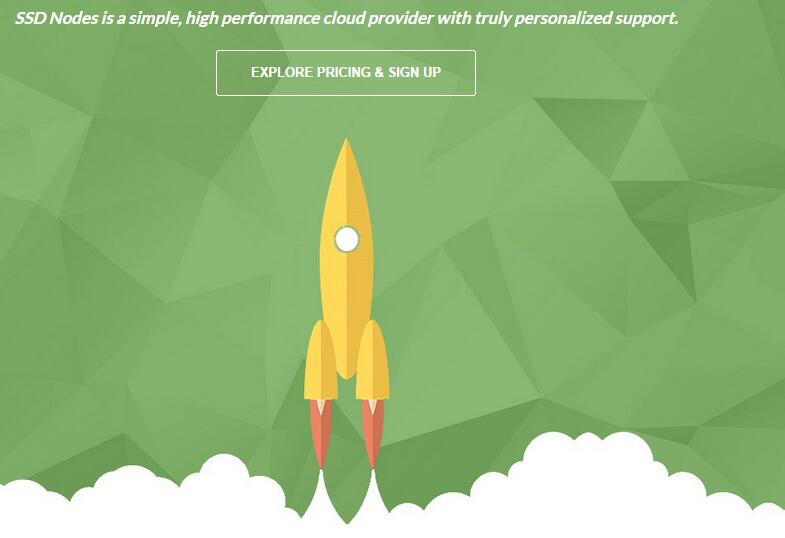 SSD Nodes is a simple, high performance cloud provider with truly personalized support.
EXPLORE PRICING & SIGN UP